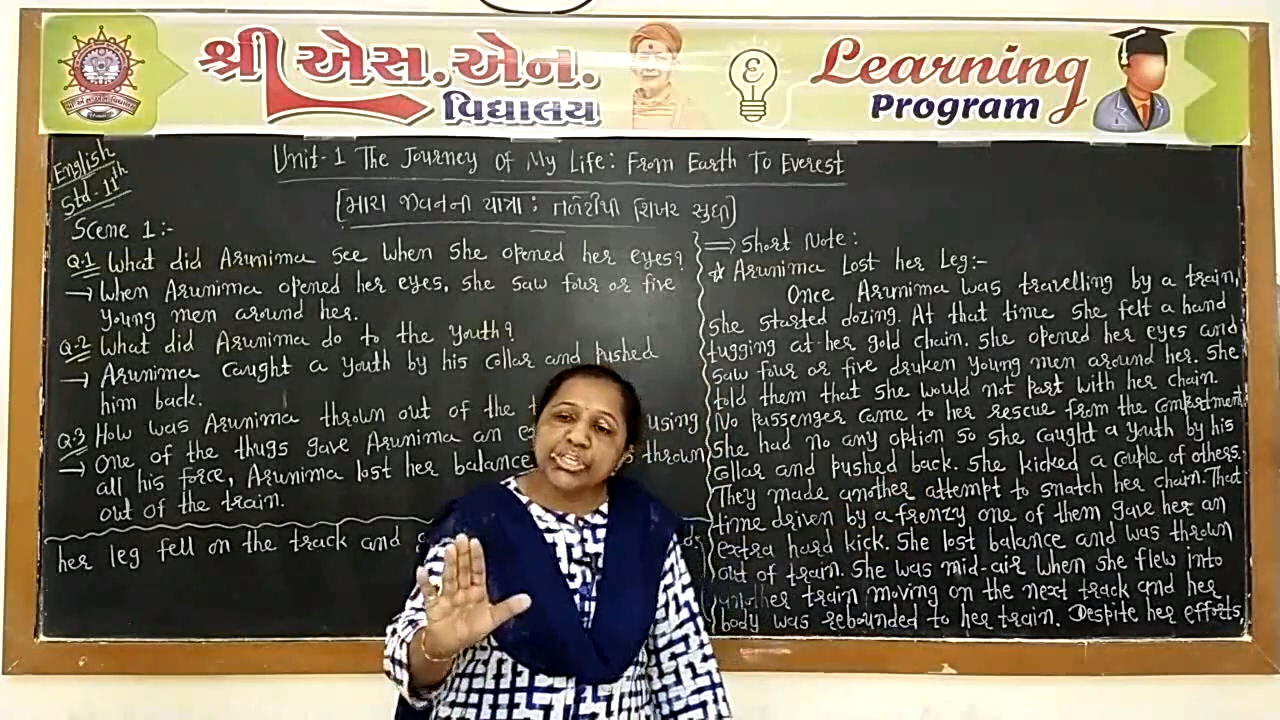 શ્રી એસ.એન.
વિદ્યાલય
Learning
Program
English
Std-11th
Unit-1 The Journey Of My Life: From Earth To Everest
[મારા જીવનની યાત્રા : તળેટીથી શિખર સુધી]
Scene 1:-
Q.1 What did Arunima see when she opened her eyes?
→ When Arunima opened her eyes, she saw four or five
young men around her.
Q.2 What did Arunima do to the youth?
→ Arunima caught a youth by his collar and pushed
him back.
Q.3 How was Arunima thrown out of the
→ One of the thugs gave Arunima an using
all his force, Arunima lost her balance thrown
out of the train.
her leg fell on the track and
⇒ Short Note:
☆ Arunima Lost her Leg:-
Once Arunima was travelling by a train,
she started dozing. At that time she felt a hand
tugging at her gold chain. She opened her eyes and
saw four or five druken young men around her. She
told them that she would not part with her chain.
No passenger came to her rescue from the compartment
She had no any option so she caught a youth by his
collar and pushed back. She kicked a couple of others.
They made another attempt to snatch her chain. That
time driven by a frenzy one of them gave her an
extra hard kick. She lost balance and was thrown
out of train. She was mid-air when she flew into
another train moving on the next track and her
body was rebounded to her train. Despite her efforts,